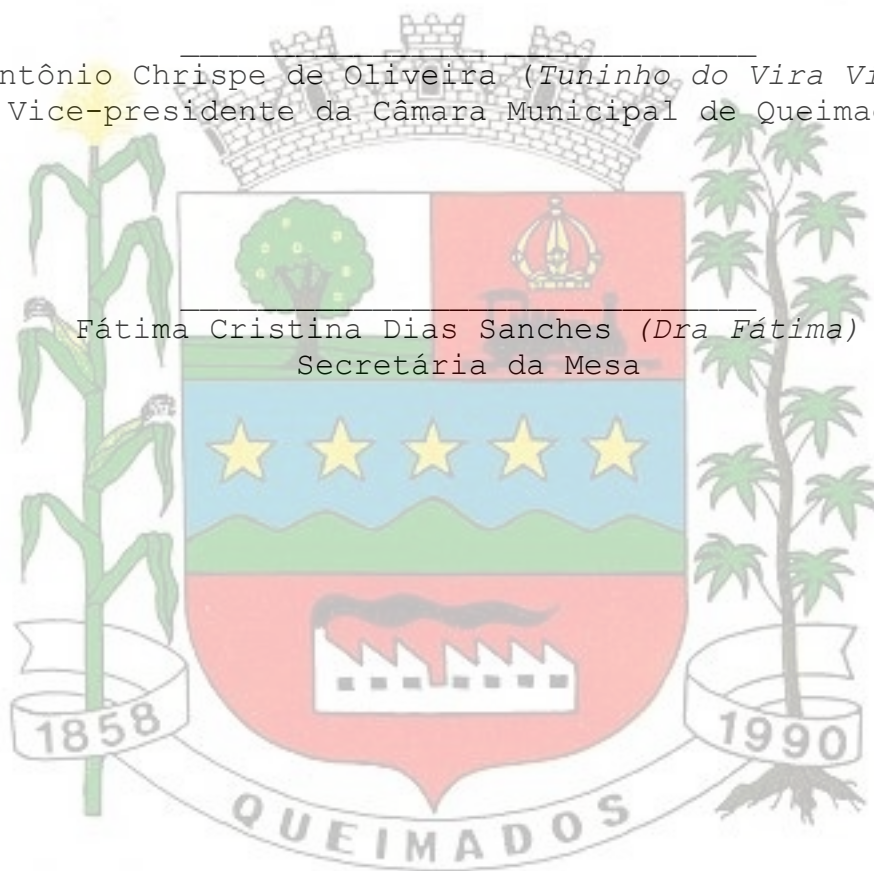 ntônio Chrispe de Oliveira (Tuninho do Vira Vi
Vice-presidente da Câmara Municipal de Queima
Fátima Cristina Dias Sanches (Dra Fátima)
Secretária da Mesa
1858
1990
QUEIMADOS